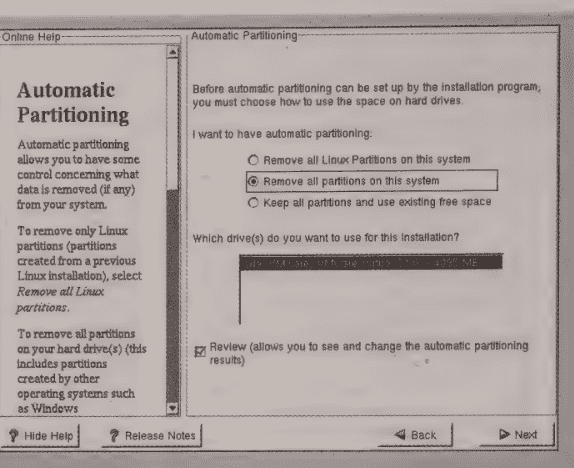 Online Help
Automatic
Partitioning
Automatic partitioning
allows you to have some
control concerning what
data is removed (if any)
from your system.
To remove only Linux
partitions (partitions
created from a previous
Linux installation), select
Remove all Linux
partitions.
To remove all partitions
on your hard drive(s) (this
includes partitions
created by other
operating systems such
as Windows
Automatic Partitioning
Before automatic partitioning can be set up by the installation program,
you must choose how to use the space on hard drives.
I want to have automatic partitioning:
Remove all Linux Partitions on this system
Remove all partitions on this system
Keep all partitions and use existing free space
Which drive(s) do you want to use for this installation?
MB
Review (allows you to see and change the automatic partitioning
results)
Hide Help
Release Notes
Back
Next